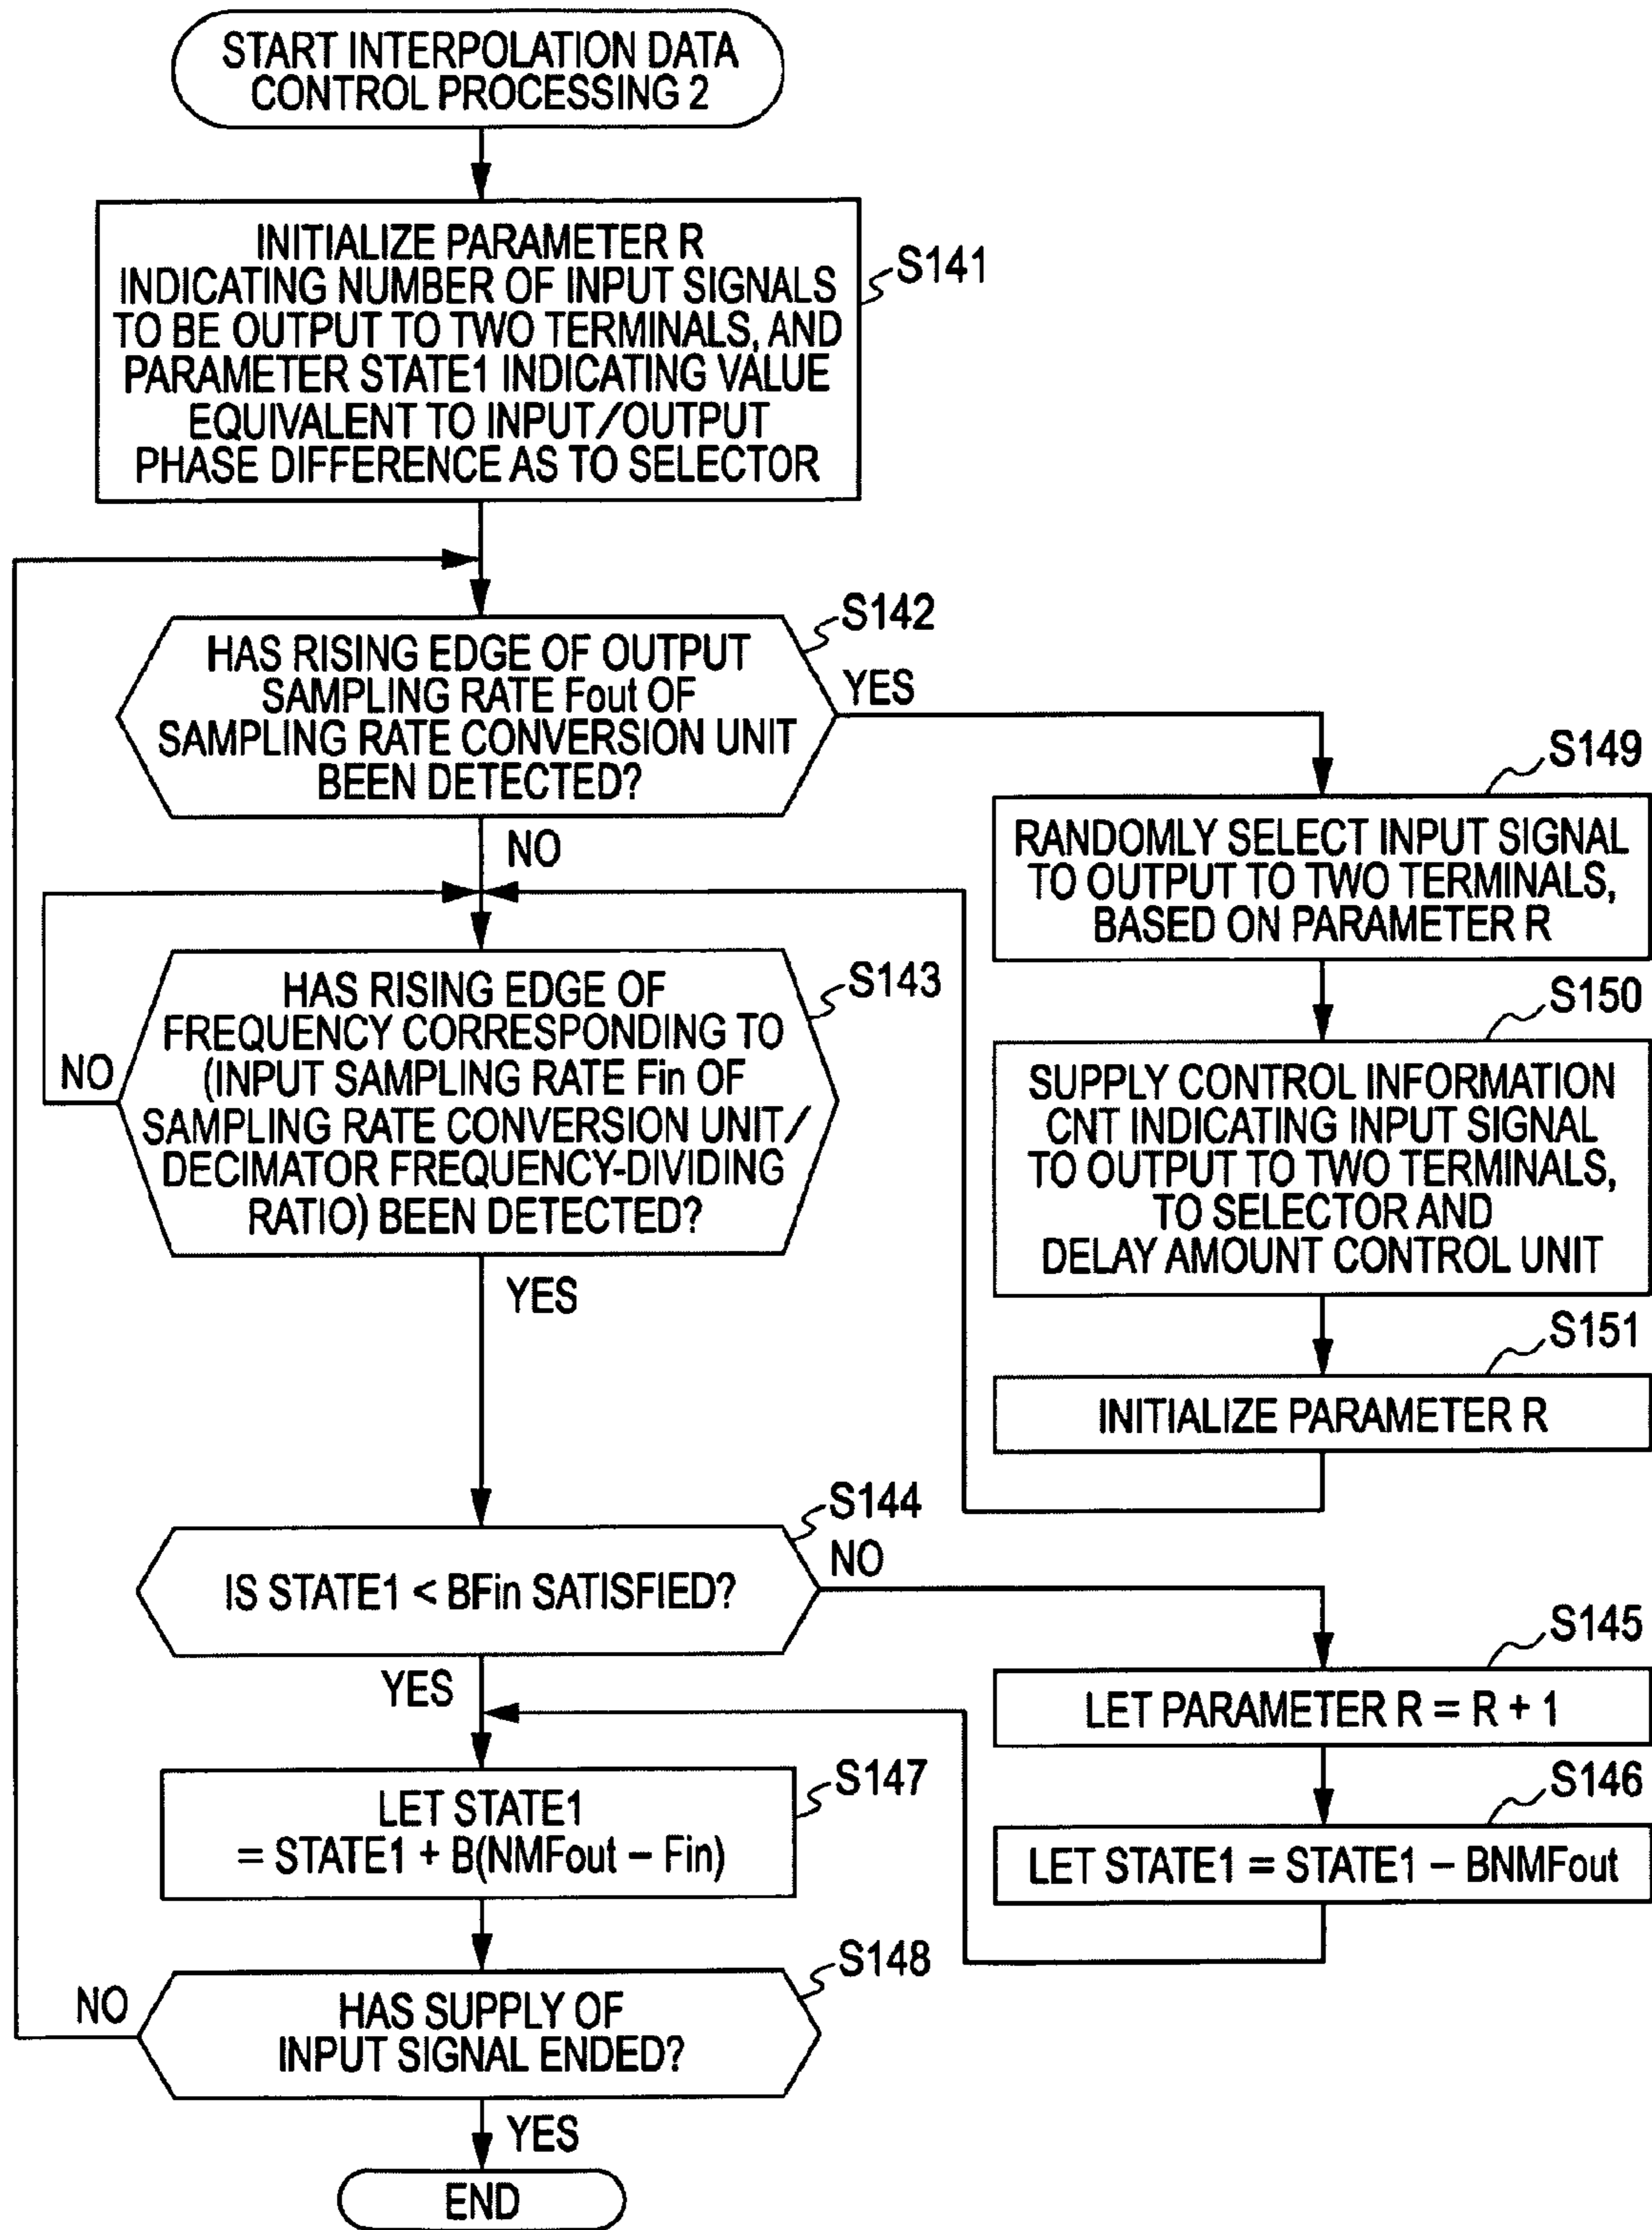 START INTERPOLATION DATA
CONTROL PROCESSING 2
INITIALIZE PARAMETER R
INDICATING NUMBER OF INPUT SIGNALS
TO BE OUTPUT TO TWO TERMINALS, AND
PARAMETER STATE1 INDICATING VALUE
EQUIVALENT TO INPUT/OUTPUT
PHASE DIFFERENCE AS TO SELECTOR
S141
HAS RISING EDGE OF OUTPUT
SAMPLING RATE Fout OF
SAMPLING RATE CONVERSION UNIT
BEEN DETECTED?
S142
YES
NO
S149
RANDOMLY SELECT INPUT SIGNAL
TO OUTPUT TO TWO TERMINALS,
BASED ON PARAMETER R
S150
SUPPLY CONTROL INFORMATION
CNT INDICATING INPUT SIGNAL
TO OUTPUT TO TWO TERMINALS,
TO SELECTOR AND
DELAY AMOUNT CONTROL UNIT
S151
INITIALIZE PARAMETER R
HAS RISING EDGE OF
FREQUENCY CORRESPONDING TO
(INPUT SAMPLING RATE Fin OF
SAMPLING RATE CONVERSION UNIT/
DECIMATOR FREQUENCY-DIVIDING
RATIO) BEEN DETECTED?
S143
NO
YES
S144
IS STATE1 < BFin SATISFIED?
NO
YES
S145
LET PARAMETER R = R + 1
S146
LET STATE1 = STATE1 – BNMFout
S147
LET STATE1
= STATE1 + B(NMFout – Fin)
S148
HAS SUPPLY OF
INPUT SIGNAL ENDED?
NO
YES
END